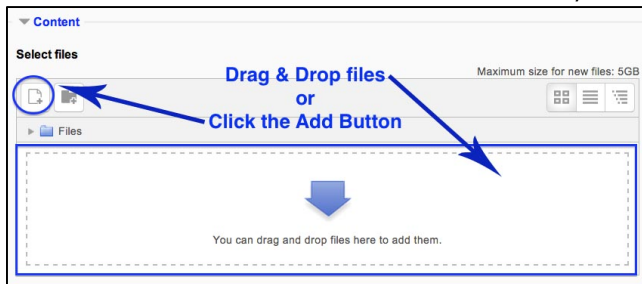 Content
Select files
Maximum size for new files: 5GB
Drag & Drop files
or
Click the Add Button
Files
You can drag and drop files here to add them.